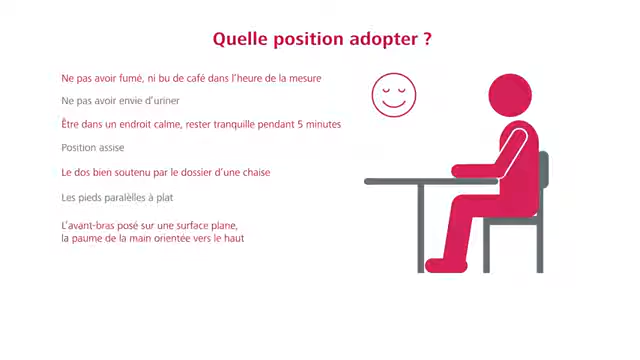 Quelle position adopter ?
Ne pas avoir fumé, ni bu de café dans l'heure de la mesure
Ne pas avoir envie d'uriner
Être dans un endroit calme, rester tranquille pendant 5 minutes
Position assise
Le dos bien soutenu par le dossier d'une chaise
Les pieds paralèlles à plat
L'avant-bras posé sur une surface plane,
la paume de la main orientée vers le haut